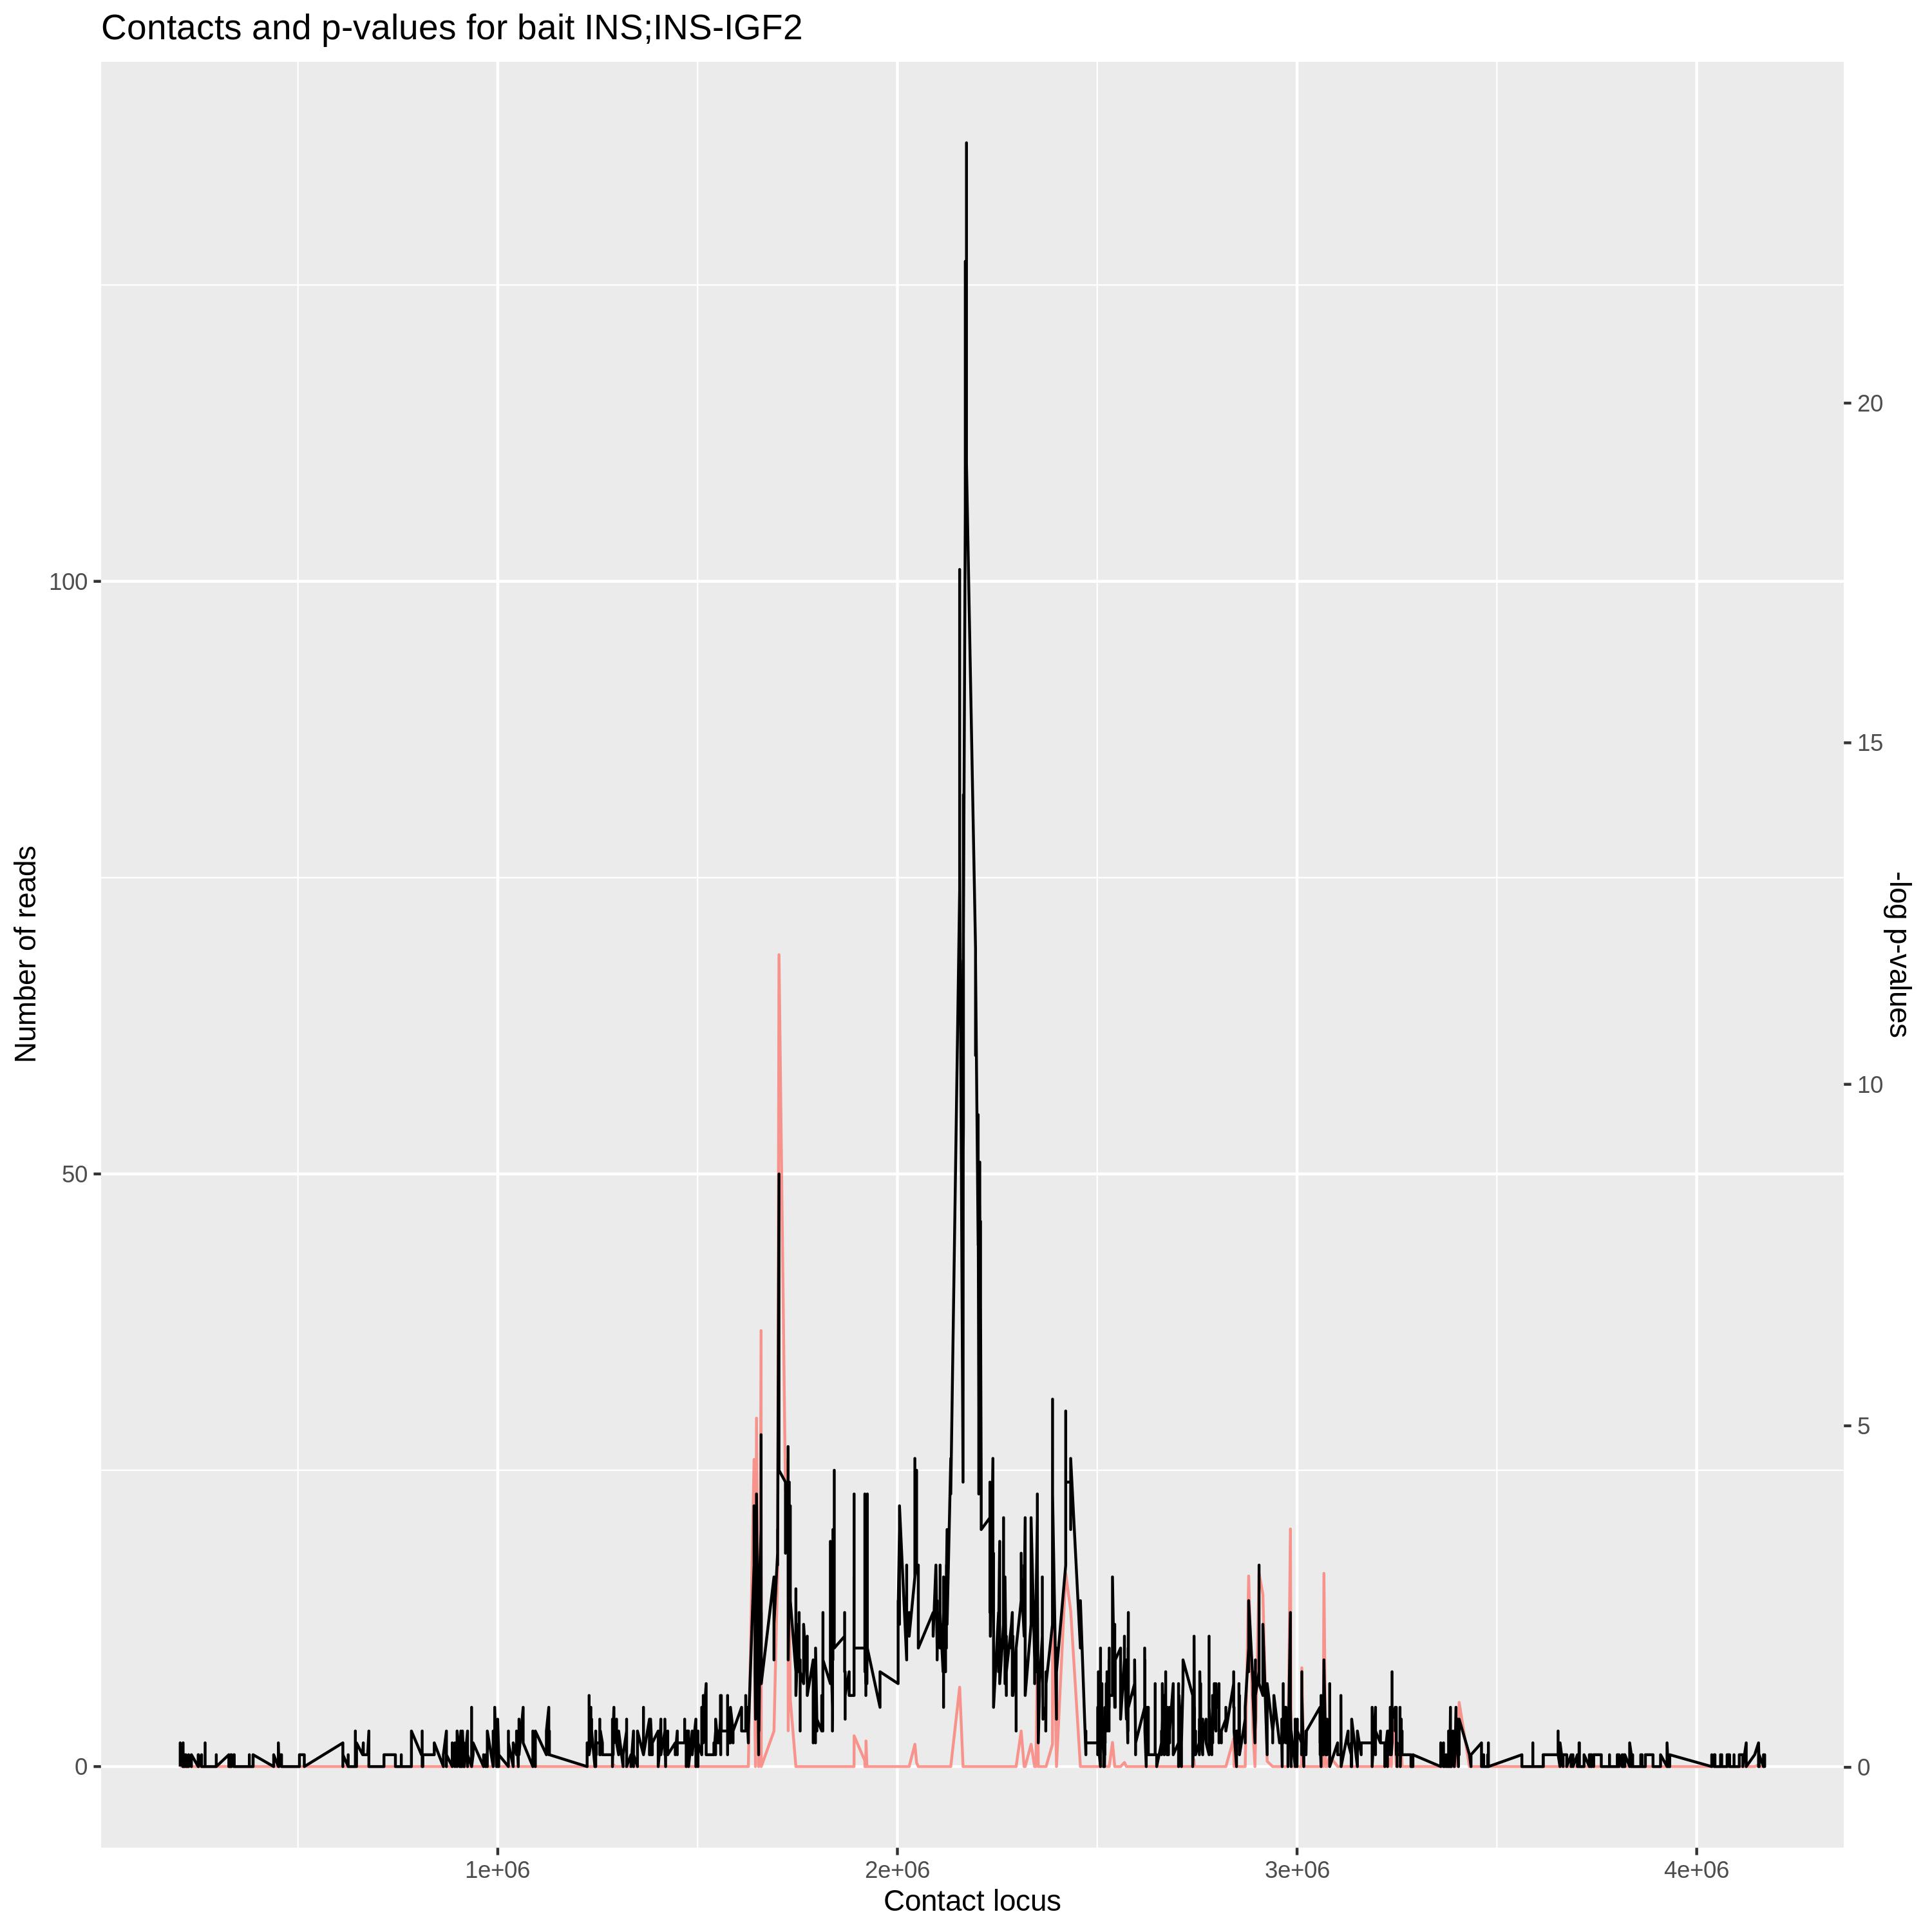 Contacts and p-values for bait INS;INS-IGF2
Number of reads
100
50
0
20
15
10
5
0
-log p-values
1e+06
2e+06
3e+06
4e+06
Contact locus